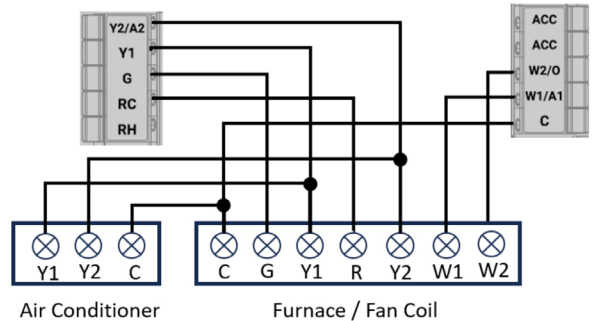 Y2/A2
Y1
G
RC
RH
ACC
ACC
W2/O
W1/A1
C
Y1 Y2 C
C G Y1 R Y2 W1 W2
Air Conditioner
Furnace / Fan Coil